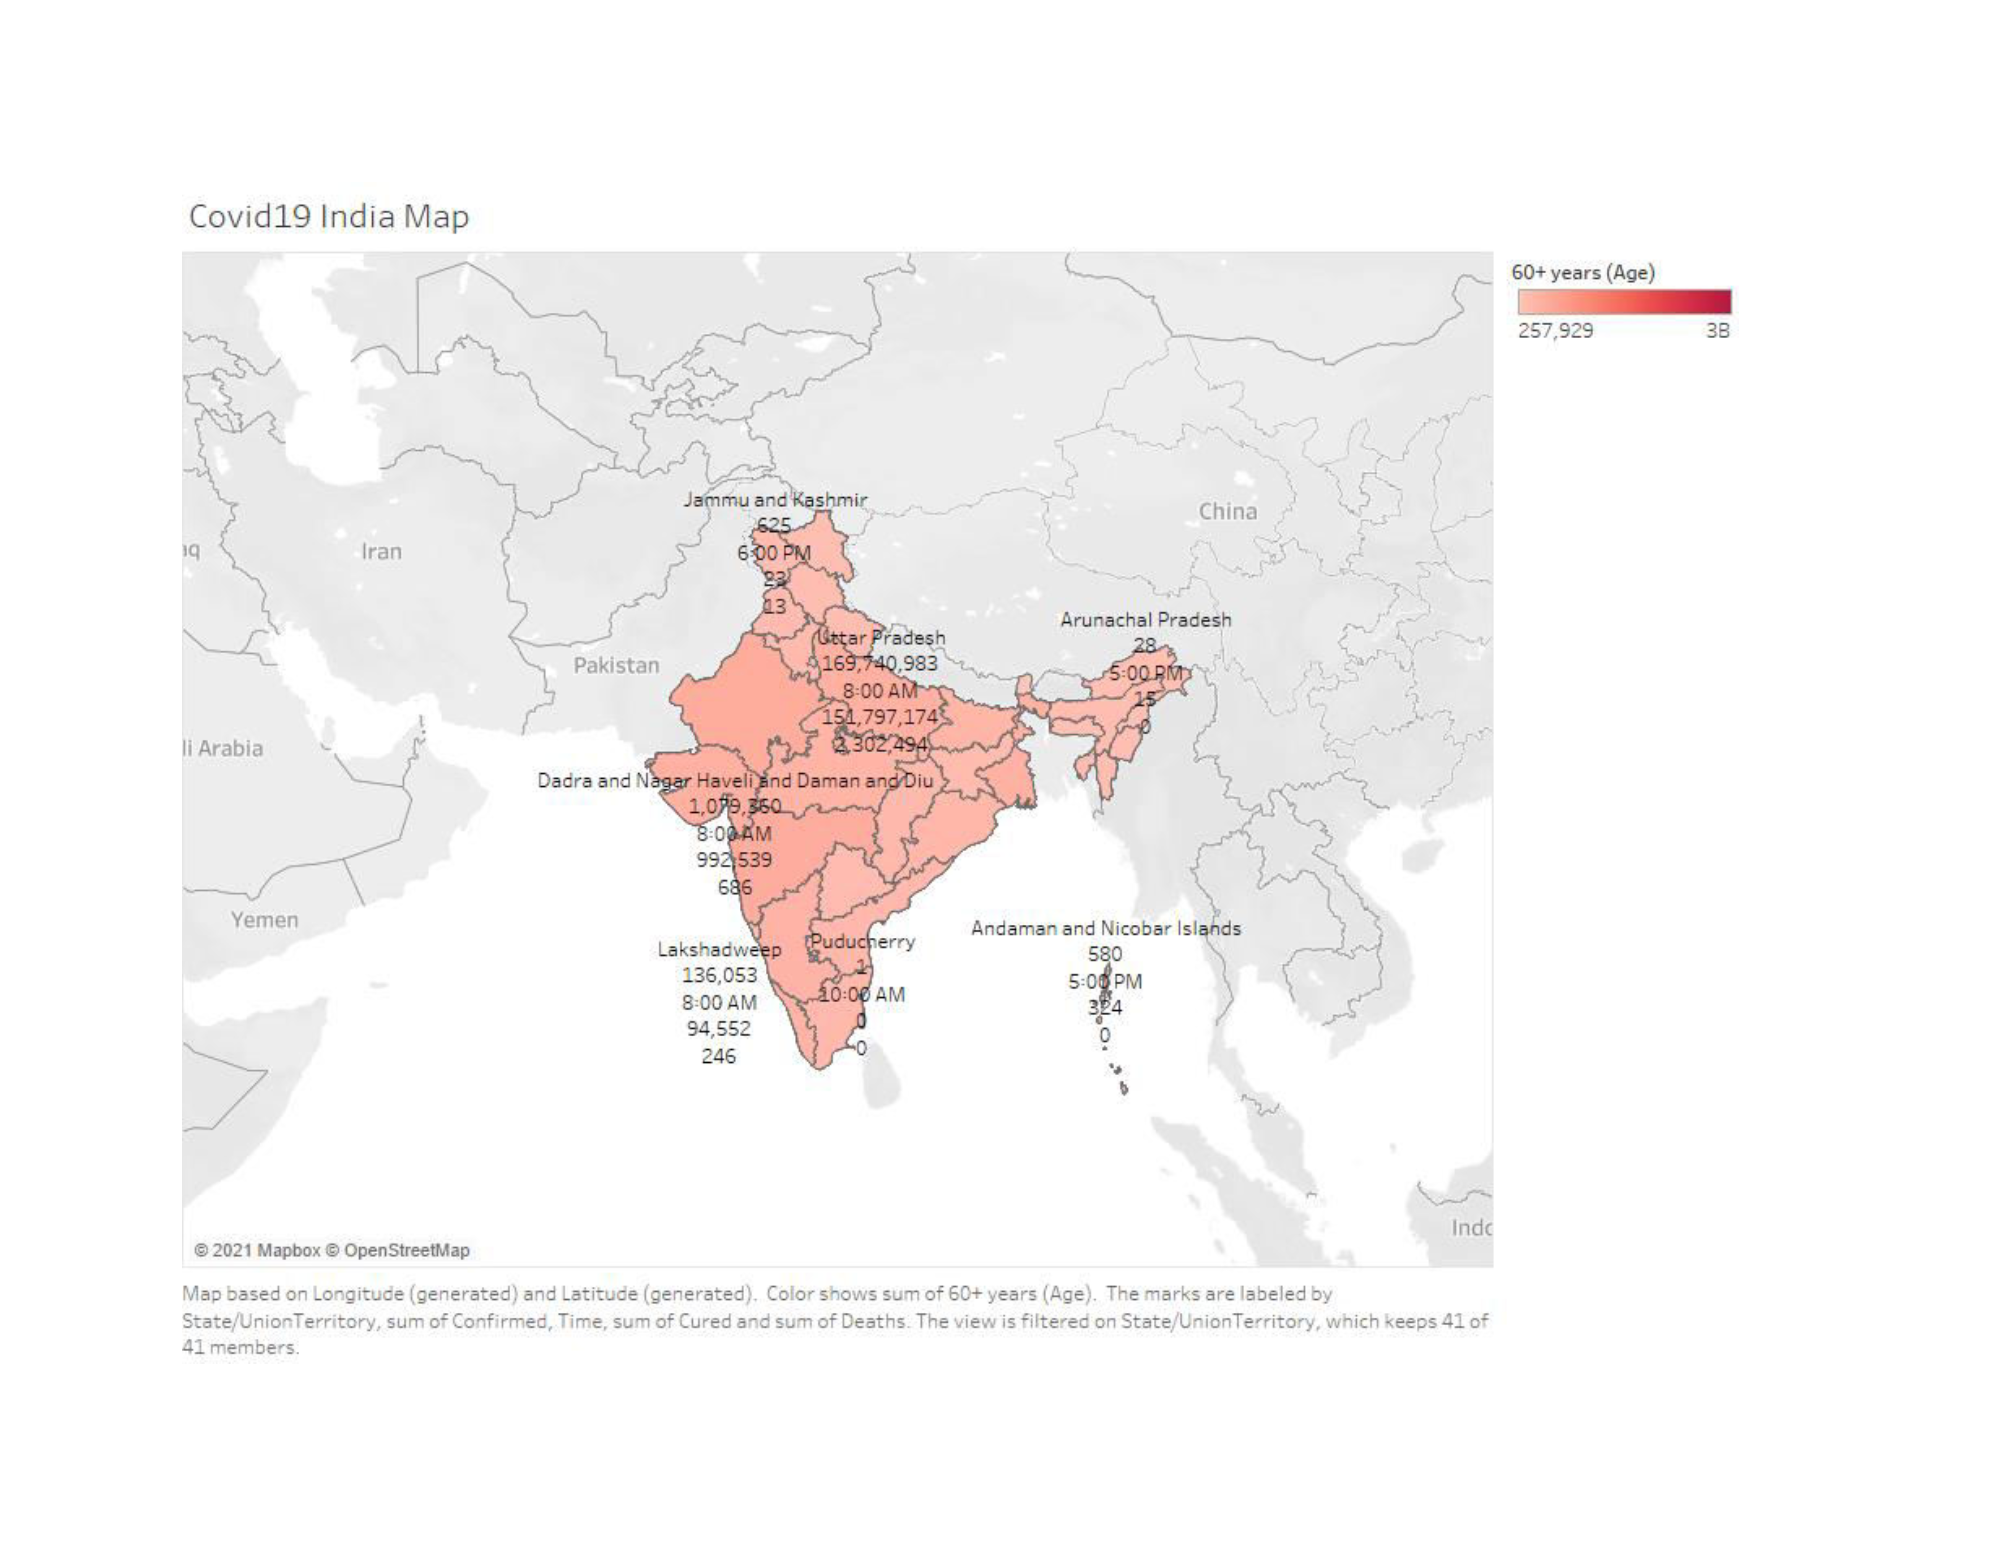 Covid19 India Map
60+ years (Age)
257,929
3B
Jammu and Kashmir
625
6:00 PM
23
13
China
aq
Iran
Arunachal Pradesh
28
5:00 PM
15
0
Uttar Pradesh
169,740,983
8:00 AM
151,797,174
2,302,494
Pakistan
di Arabia
Dadra and Nagar Haveli and Daman and Diu
1,079,360
8:00 AM
992,539
686
Yemen
Lakshadweep
136,053
8:00 AM
94,552
246
Puducherry
1
10:00 AM
0
0
Andaman and Nicobar Islands
580
5:00 PM
324
0
Indo
© 2021 Mapbox © OpenStreetMap
Map based on Longitude (generated) and Latitude (generated). Color shows sum of 60+ years (Age). The marks are labeled by
State/UnionTerritory, sum of Confirmed, Time, sum of Cured and sum of Deaths. The view is filtered on State/UnionTerritory, which keeps 41 of
41 members.